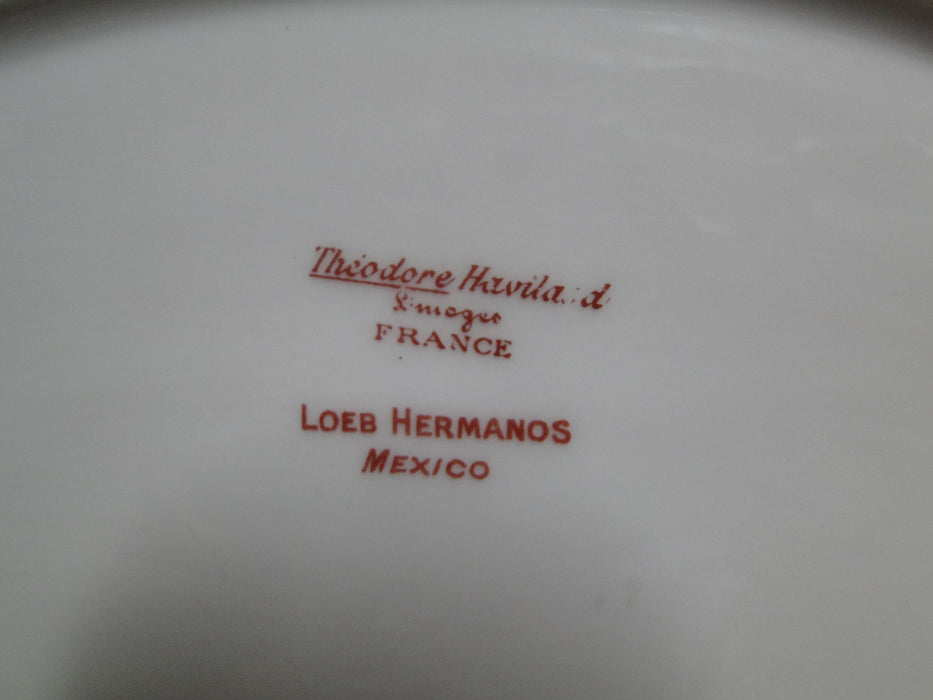 Théodore Haviland
Limoges
FRANCE
LOEB HERMANOS
MEXICO